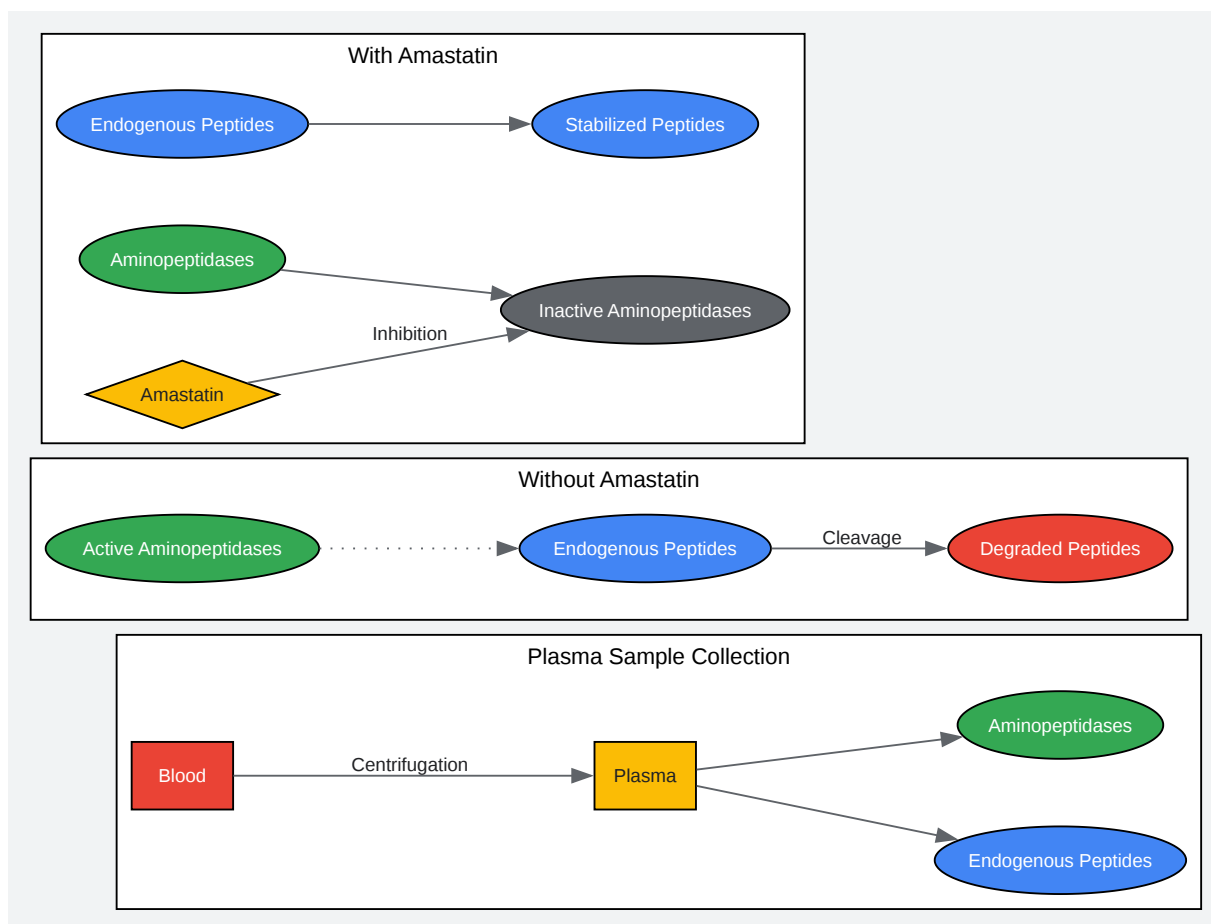 With Amastatin
Endogenous Peptides
Stabilized Peptides
Aminopeptidases
Inactive Aminopeptidases
Inhibition
Amastatin
Without Amastatin
Active Aminopeptidases
Endogenous Peptides
Cleavage
Degraded Peptides
Plasma Sample Collection
Aminopeptidases
Blood
Centrifugation
Plasma
Endogenous Peptides